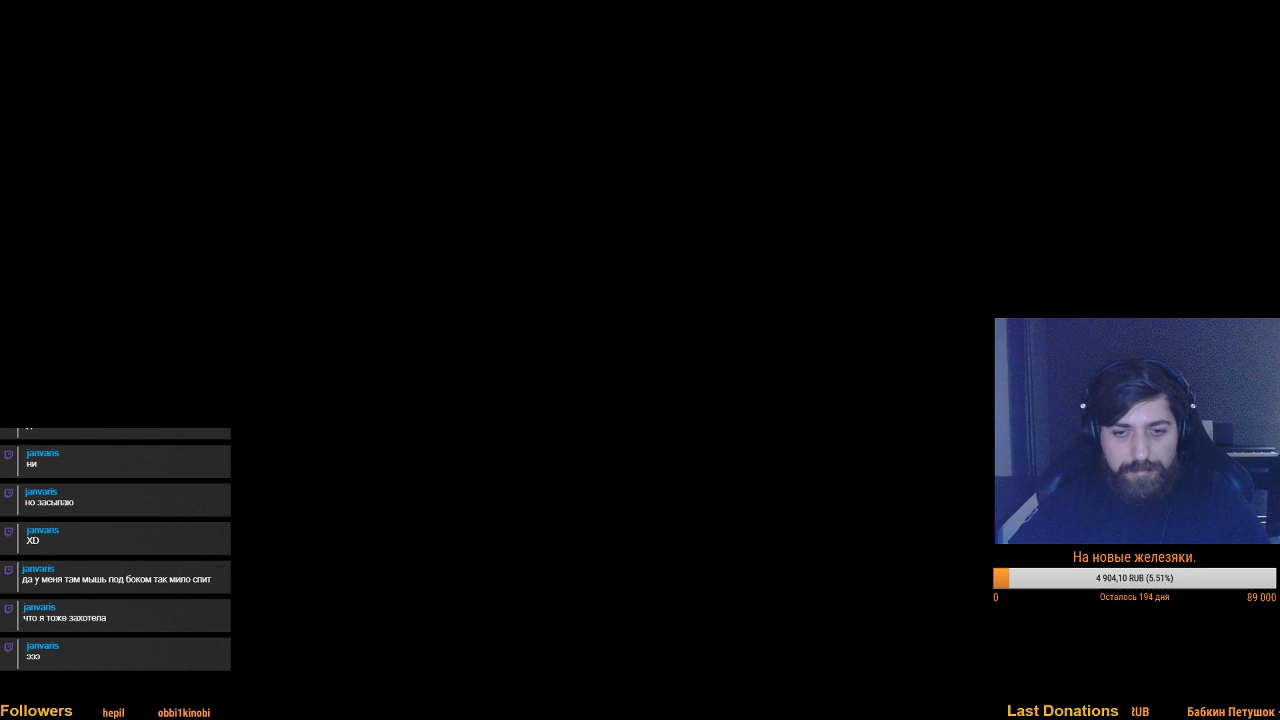 janvaris
ни
janvaris
но засыпаю
janvaris
XD
janvaris
да у меня там мышь под боком так мило спит
janvaris
что я тоже захотела
janvaris
эээ
На новые железяки.
4 904,10 RUB (5.51%)
0 Осталось 194 дня 89 000
Followers hepil obbi1kinobi
Last Donations RUB Бабкин Петушок